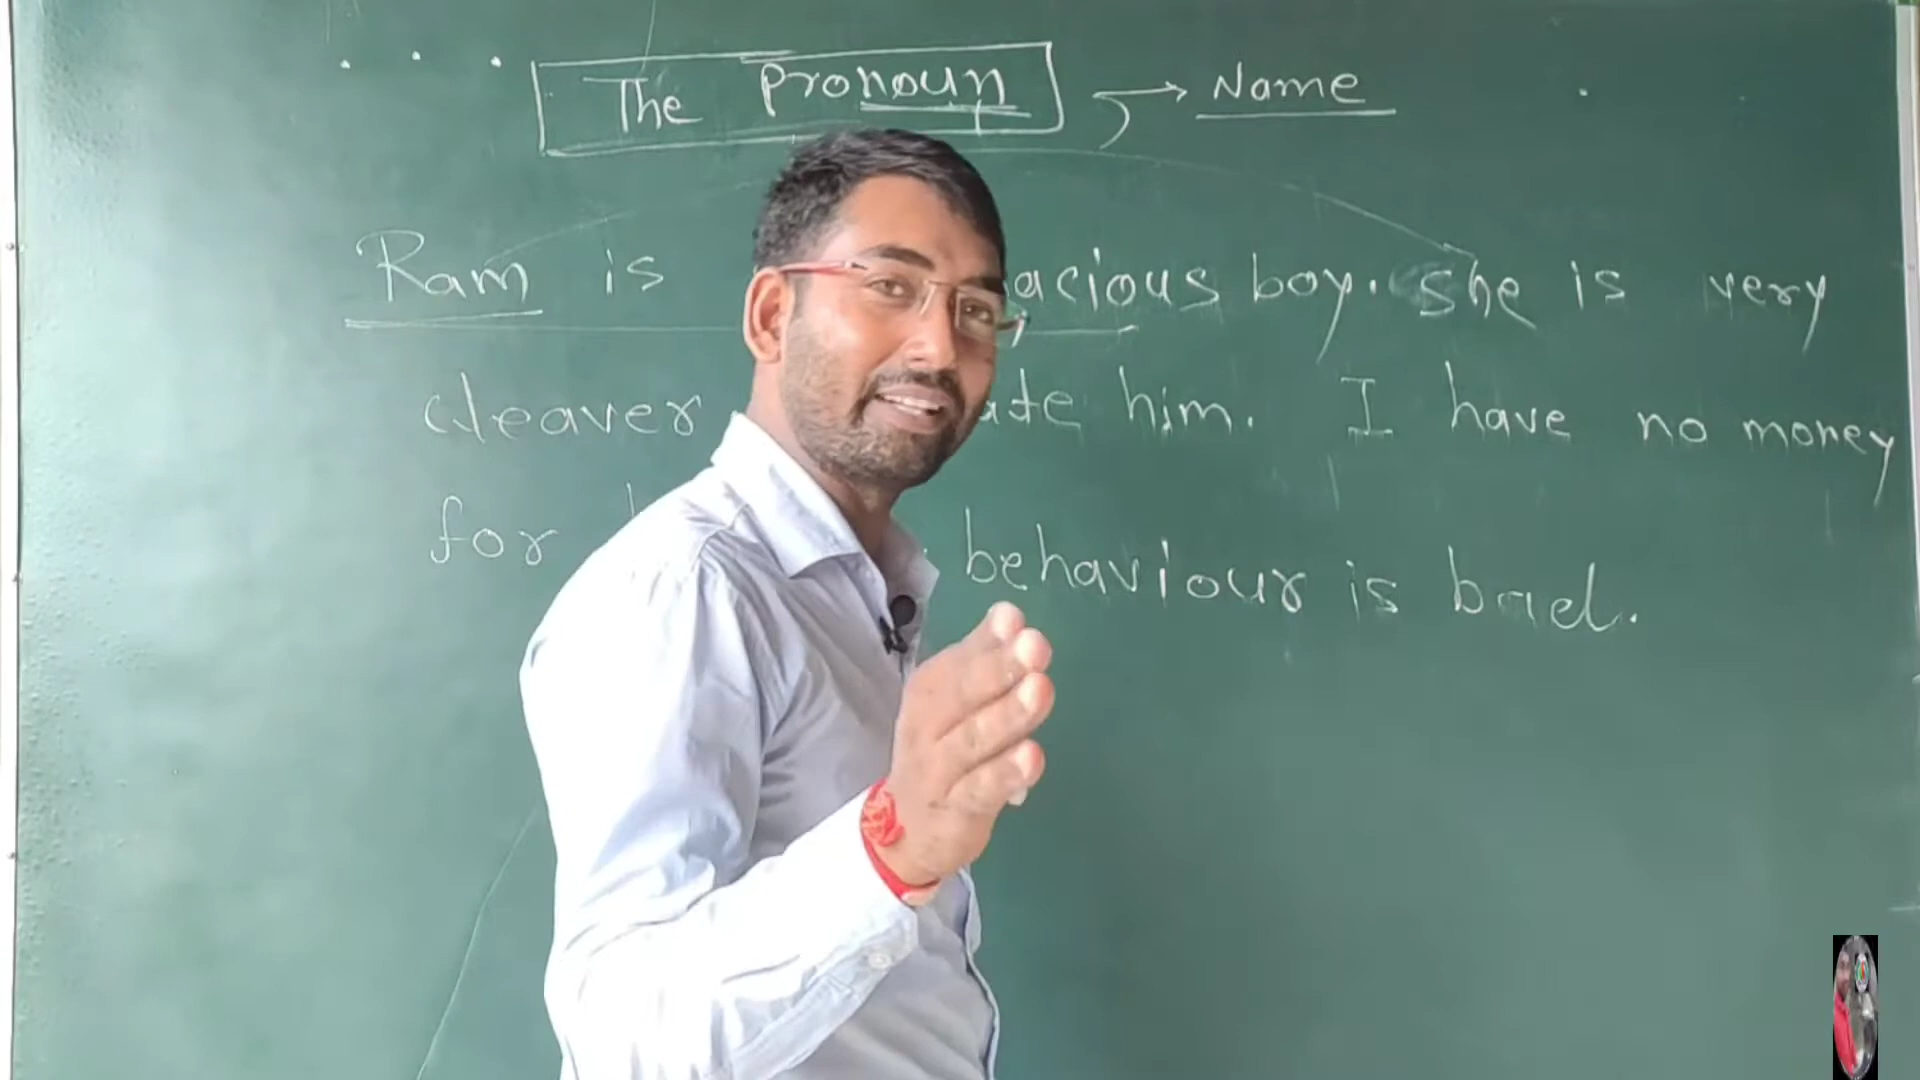 The Pronoun → Name
Ram is acious boy. She is very
cleaver ate him. I have no money
for behaviour is bad.